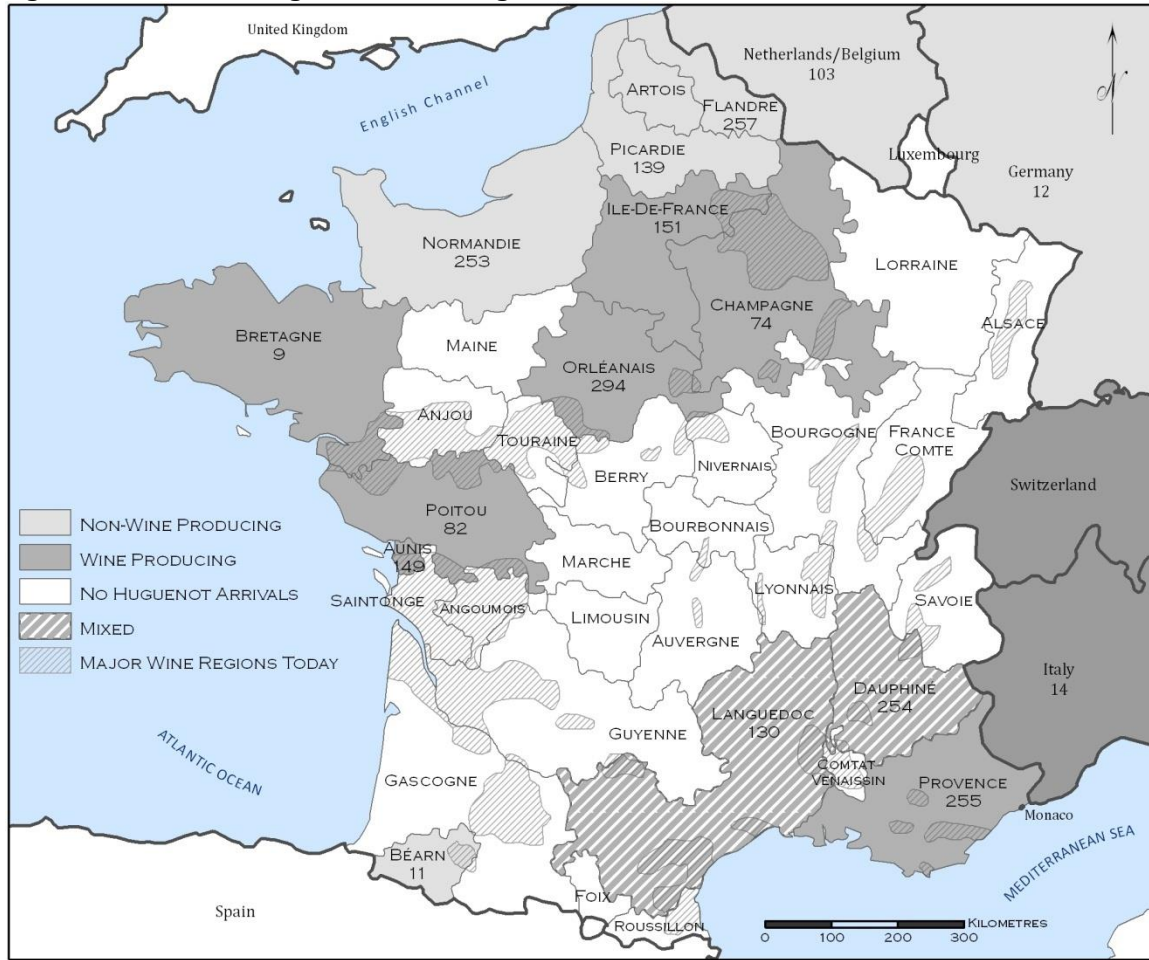 United Kingdom
Netherlands/Belgium
103
English Channel
ARTOIS
FLANDRE
257
PICARDIE
139
Luxembourg
Germany
12
N
ILE-DE-FRANCE
151
NORMANDIE
253
LORRAINE
CHAMPAGNE
74
ALSACE
BRETAGNE
9
MAINE
ORLÉANAIS
294
ANJOU
TOURAINE
BOURGOGNE
FRANCE
COMTE
BERRY
NIVERNAIS
Switzerland
POITOU
82
BOURBONNAIS
NON-WINE PRODUCING
WINE PRODUCING
NO HUGUENOT ARRIVALS
MIXED
MAJOR WINE REGIONS TODAY
AUNIS
149
MARCHE
SAINTONGE
ANGOUMOIS
LIMOUSIN
LYONNAIS
SAVOIE
AUVERGNE
Italy
14
DAUPHINÉ
254
LANGUEDOC
130
GUYENNE
ATLANTIC OCEAN
COMTAT
VENAISSIN
GASCOGNE
PROVENCE
255
Monaco
BÉARN
11
MEDITERRANEAN SEA
FOIX
Spain
ROUSSILLON
KILOMETRES
0 100 200 300